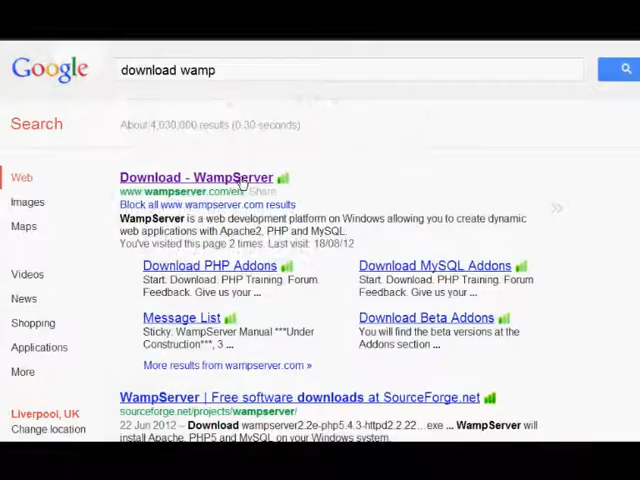 Google
download wamp
Search
About 4,030,000 results (0.30 seconds)
Web
Images
Maps
Videos
News
Shopping
Applications
More
Liverpool, UK
Change location
Download - WampServer
www.wampserver.com/en/ Share
Block all www.wampserver.com results
WampServer is a web development platform on Windows allowing you to create dynamic
web applications with Apache2, PHP and MySQL.
You've visited this page 2 times. Last visit: 18/08/12
Download PHP Addons
Start. Download. PHP Training. Forum.
Feedback. Give us your ...
Download MySQL Addons
Start. Download. PHP Training. Forum.
Feedback. Give us your ...
Message List
Sticky. WampServer Manual ***Under
Construction***, 3 ...
Download Beta Addons
You will find the beta versions at the
Addons section ...
More results from wampserver.com »
WampServer | Free software downloads at SourceForge.net
sourceforge.net/projects/wampserver/
22 Jun 2012 – Download wampserver2.2e-php5.4.3-httpd2.2.22...exe ... WampServer will
install Apache, PHP5 and MySQL on your Windows system.